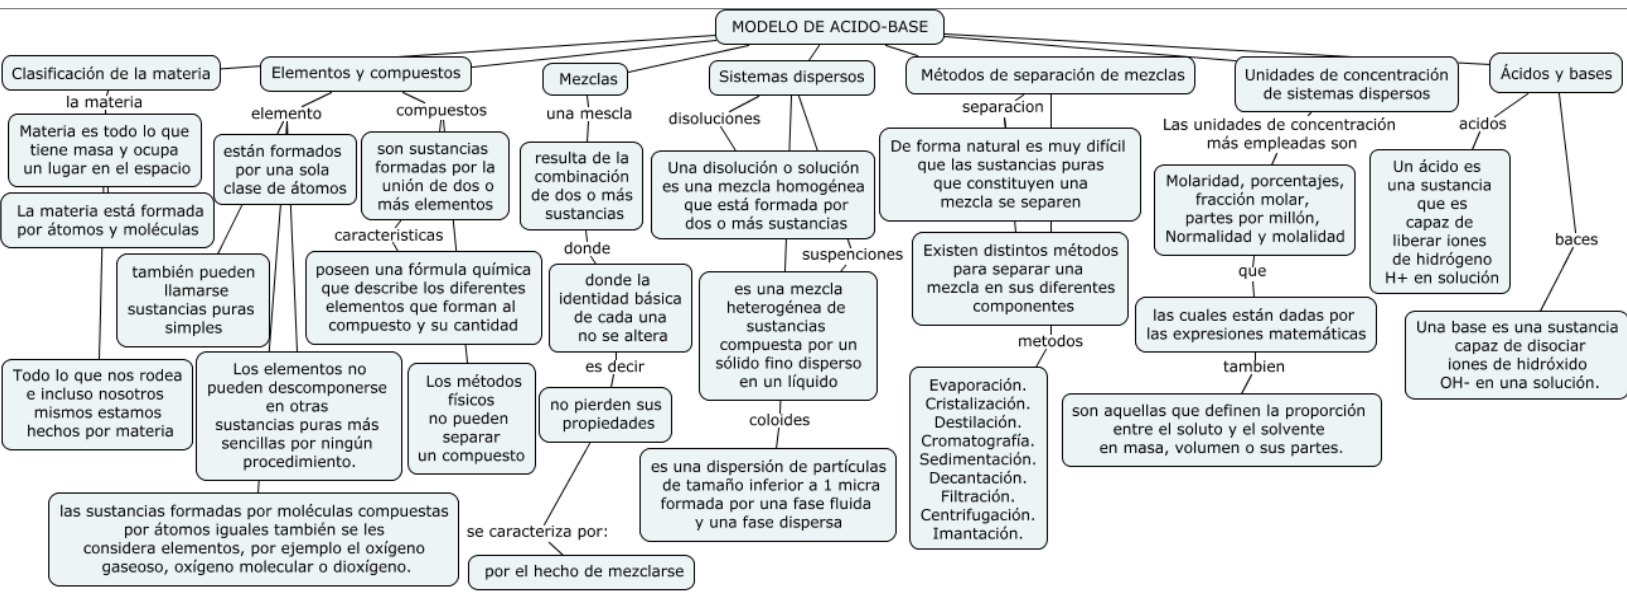 MODELO DE ACIDO-BASE
Clasificación de la materia
la materia
Materia es todo lo que
tiene masa y ocupa
un lugar en el espacio
La materia está formada
por átomos y moléculas
Todo lo que nos rodea
e incluso nosotros
mismos estamos
hechos por materia
Elementos y compuestos
elemento
están formados
por una sola
clase de átomos
también pueden
llamarse
sustancias puras
simples
Los elementos no
pueden descomponerse
en otras
sustancias puras más
sencillas por ningún
procedimiento.
las sustancias formadas por moléculas compuestas
por átomos iguales también se les
considera elementos, por ejemplo el oxígeno
gaseoso, oxígeno molecular o dioxígeno.
compuestos
son sustancias
formadas por la
unión de dos o
más elementos
caracteristicas
poseen una fórmula química
que describe los diferentes
elementos que forman al
compuesto y su cantidad
Los métodos
físicos
no pueden
separar
un compuesto
Mezclas
una mescla
resulta de la
combinación
de dos o más
sustancias
donde
donde la
identidad básica
de cada una
no se altera
es decir
no pierden sus
propiedades
se caracteriza por:
por el hecho de mezclarse
Sistemas dispersos
disoluciones
Una disolución o solución
es una mezcla homogénea
que está formada por
dos o más sustancias
suspenciones
es una mezcla
heterogénea de
sustancias
compuesta por un
sólido fino disperso
en un líquido
coloides
es una dispersión de partículas
de tamaño inferior a 1 micra
formada por una fase fluida
y una fase dispersa
Métodos de separación de mezclas
separacion
De forma natural es muy difícil
que las sustancias puras
que constituyen una
mezcla se separen
Existen distintos métodos
para separar una
mezcla en sus diferentes
componentes
metodos
Evaporación.
Cristalización.
Destilación.
Cromatografía.
Sedimentación.
Decantación.
Filtración.
Centrifugación.
Imantación.
Unidades de concentración
de sistemas dispersos
Las unidades de concentración
más empleadas son
Molaridad, porcentajes,
fracción molar,
partes por millón,
Normalidad y molalidad
que
las cuales están dadas por
las expresiones matemáticas
tambien
son aquellas que definen la proporción
entre el soluto y el solvente
en masa, volumen o sus partes.
Ácidos y bases
acidos
Un ácido es
una sustancia
que es
capaz de
liberar iones
de hidrógeno
H+ en solución
baces
Una base es una sustancia
capaz de disociar
iones de hidróxido
OH- en una solución.